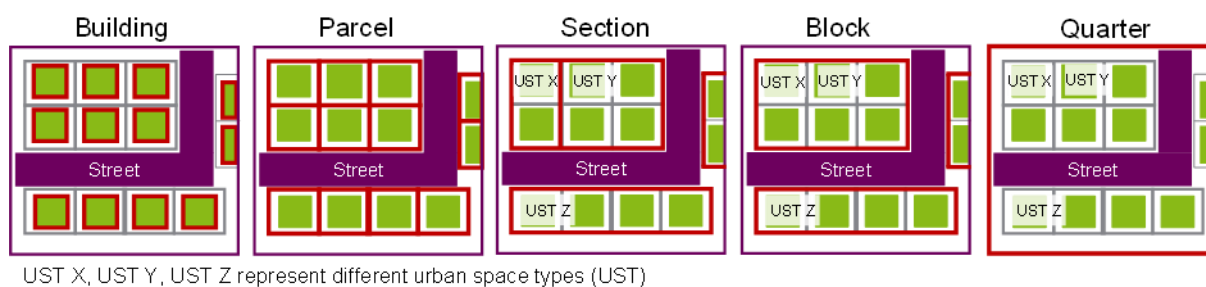 Building Parcel Section Block Quarter
UST X UST Y UST X UST Y UST X UST Y
Street Street Street Street Street
UST Z UST Z UST Z
UST X, UST Y, UST Z represent different urban space types (UST)